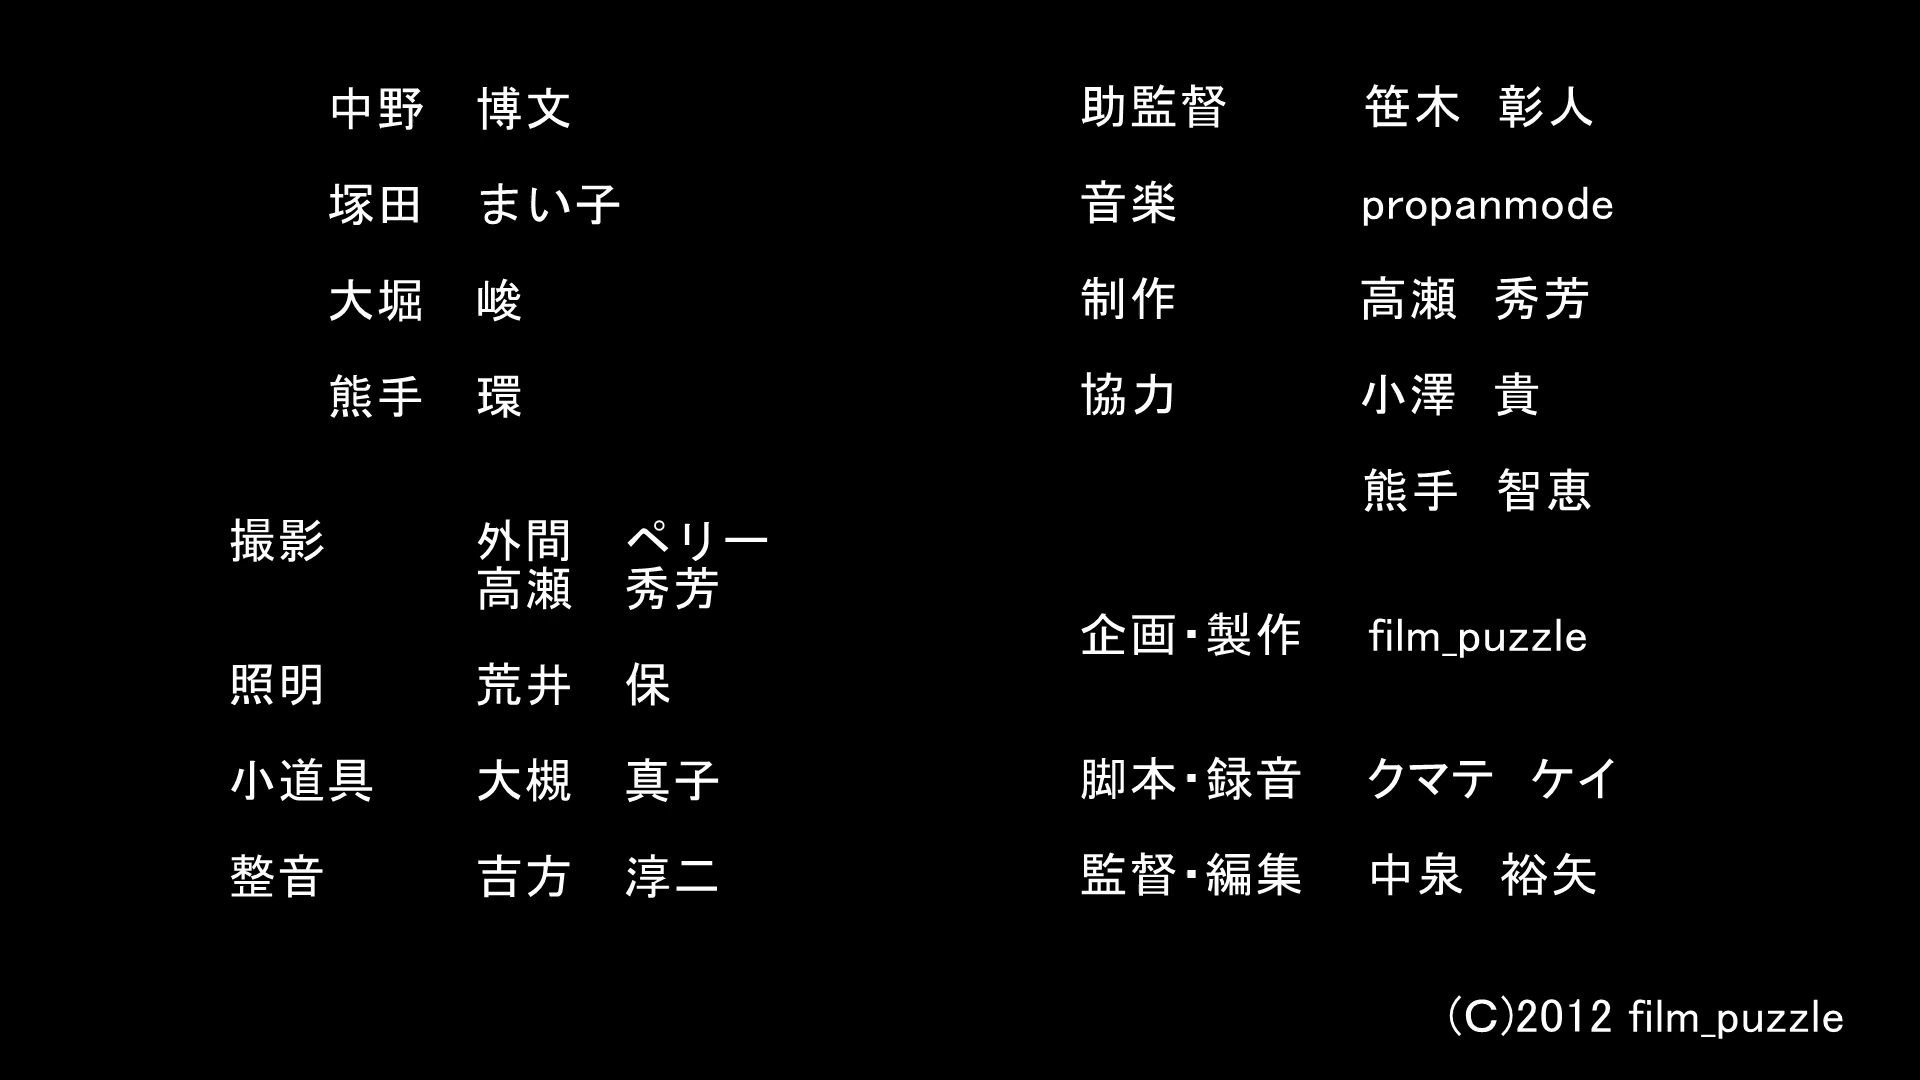 中野　博文
塚田　まい子
大堀　峻
熊手　環
撮影　外間　ペリー
高瀬　秀芳
照明　荒井　保
小道具　大槻　真子
整音　吉方　淳二
助監督　笹木　彰人
音楽　propanmode
制作　高瀬　秀芳
協力　小澤　貴
熊手　智恵
企画・製作　film_puzzle
脚本・録音　クマテ　ケイ
監督・編集　中泉　裕矢
(C)2012 film_puzzle